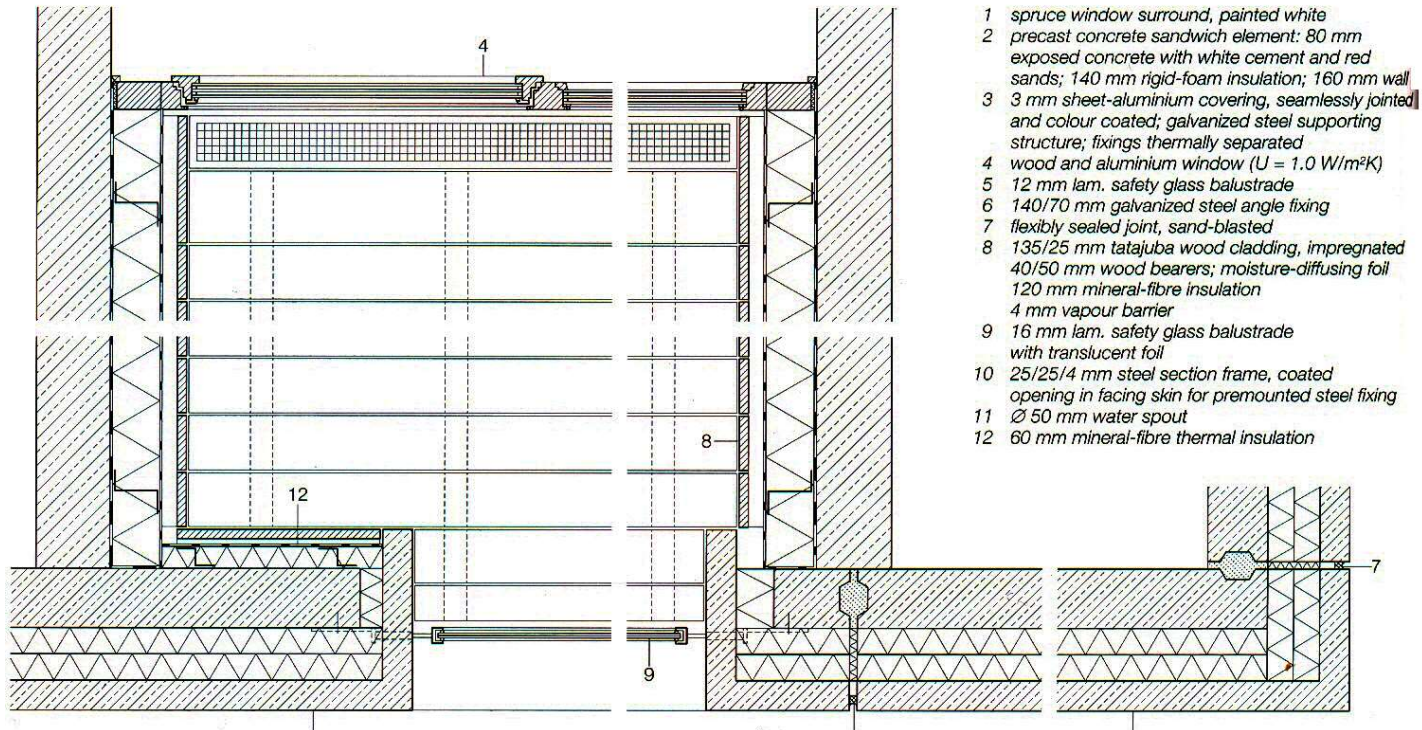 4
12
8
9
7
1 spruce window surround, painted white
2 precast concrete sandwich element: 80 mm
exposed concrete with white cement and red
sands; 140 mm rigid-foam insulation; 160 mm wall
3 3 mm sheet-aluminium covering, seamlessly jointed
and colour coated; galvanized steel supporting
structure; fixings thermally separated
4 wood and aluminium window (U = 1.0 W/m²K)
5 12 mm lam. safety glass balustrade
6 140/70 mm galvanized steel angle fixing
7 flexibly sealed joint, sand-blasted
8 135/25 mm tatajuba wood cladding, impregnated
40/50 mm wood bearers; moisture-diffusing foil
120 mm mineral-fibre insulation
4 mm vapour barrier
9 16 mm lam. safety glass balustrade
with translucent foil
10 25/25/4 mm steel section frame, coated
opening in facing skin for premounted steel fixing
11 Ø 50 mm water spout
12 60 mm mineral-fibre thermal insulation